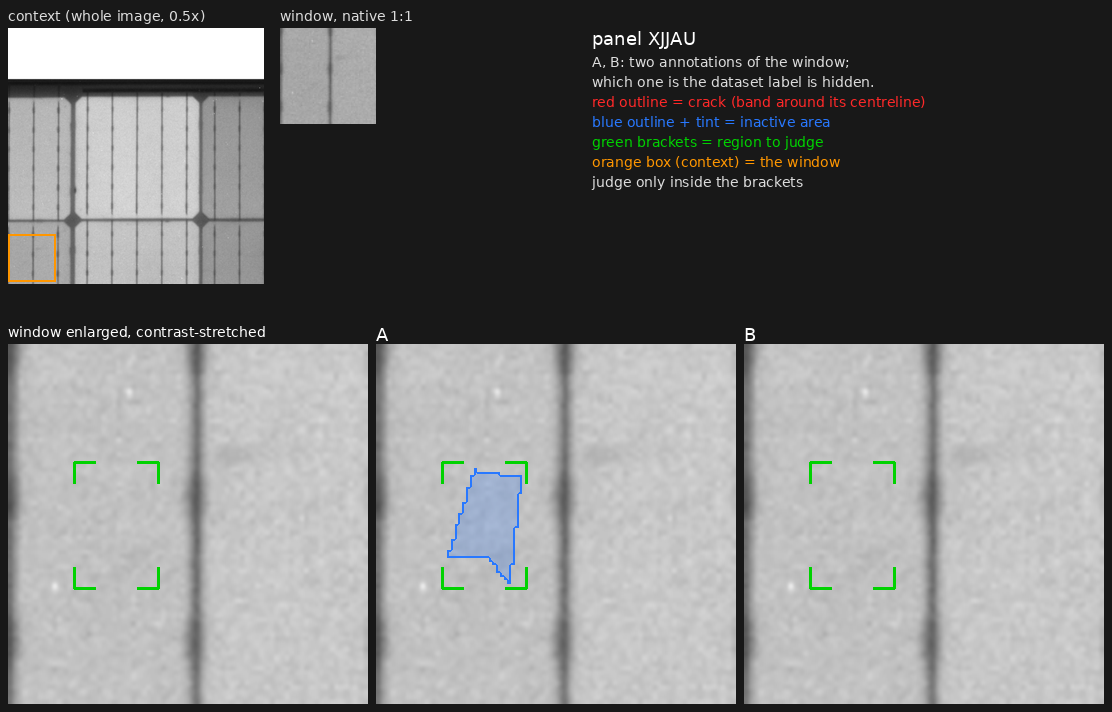 context (whole image, 0.5x)
window, native 1:1
panel XJJAU
A, B: two annotations of the window;
which one is the dataset label is hidden.
red outline = crack (band around its centreline)
blue outline + tint = inactive area
green brackets = region to judge
orange box (context) = the window
judge only inside the brackets
window enlarged, contrast-stretched
A
B